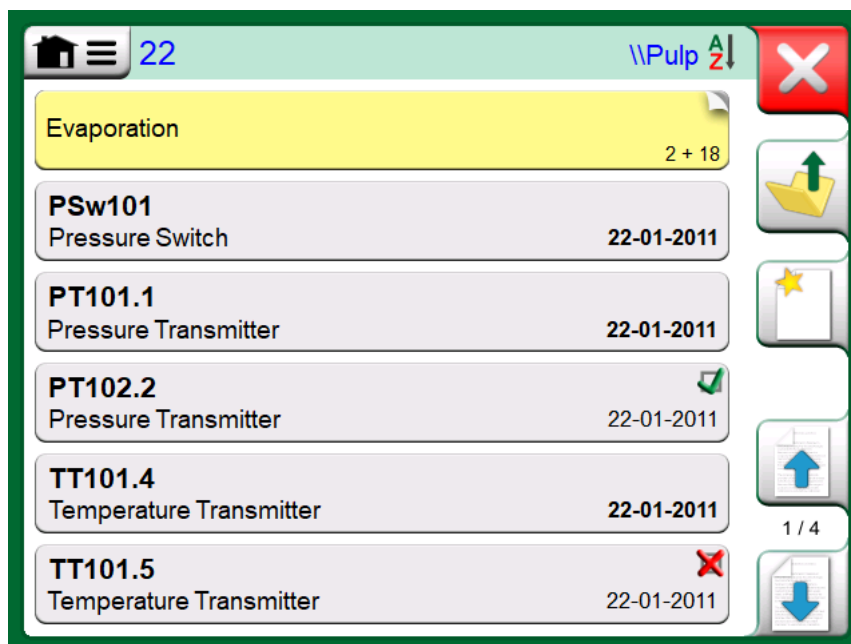 22
\\Pulp AZ
Evaporation
2 + 18
PSw101
Pressure Switch 22-01-2011
PT101.1
Pressure Transmitter 22-01-2011
PT102.2
Pressure Transmitter 22-01-2011
TT101.4
Temperature Transmitter 22-01-2011
1 / 4
TT101.5
Temperature Transmitter 22-01-2011